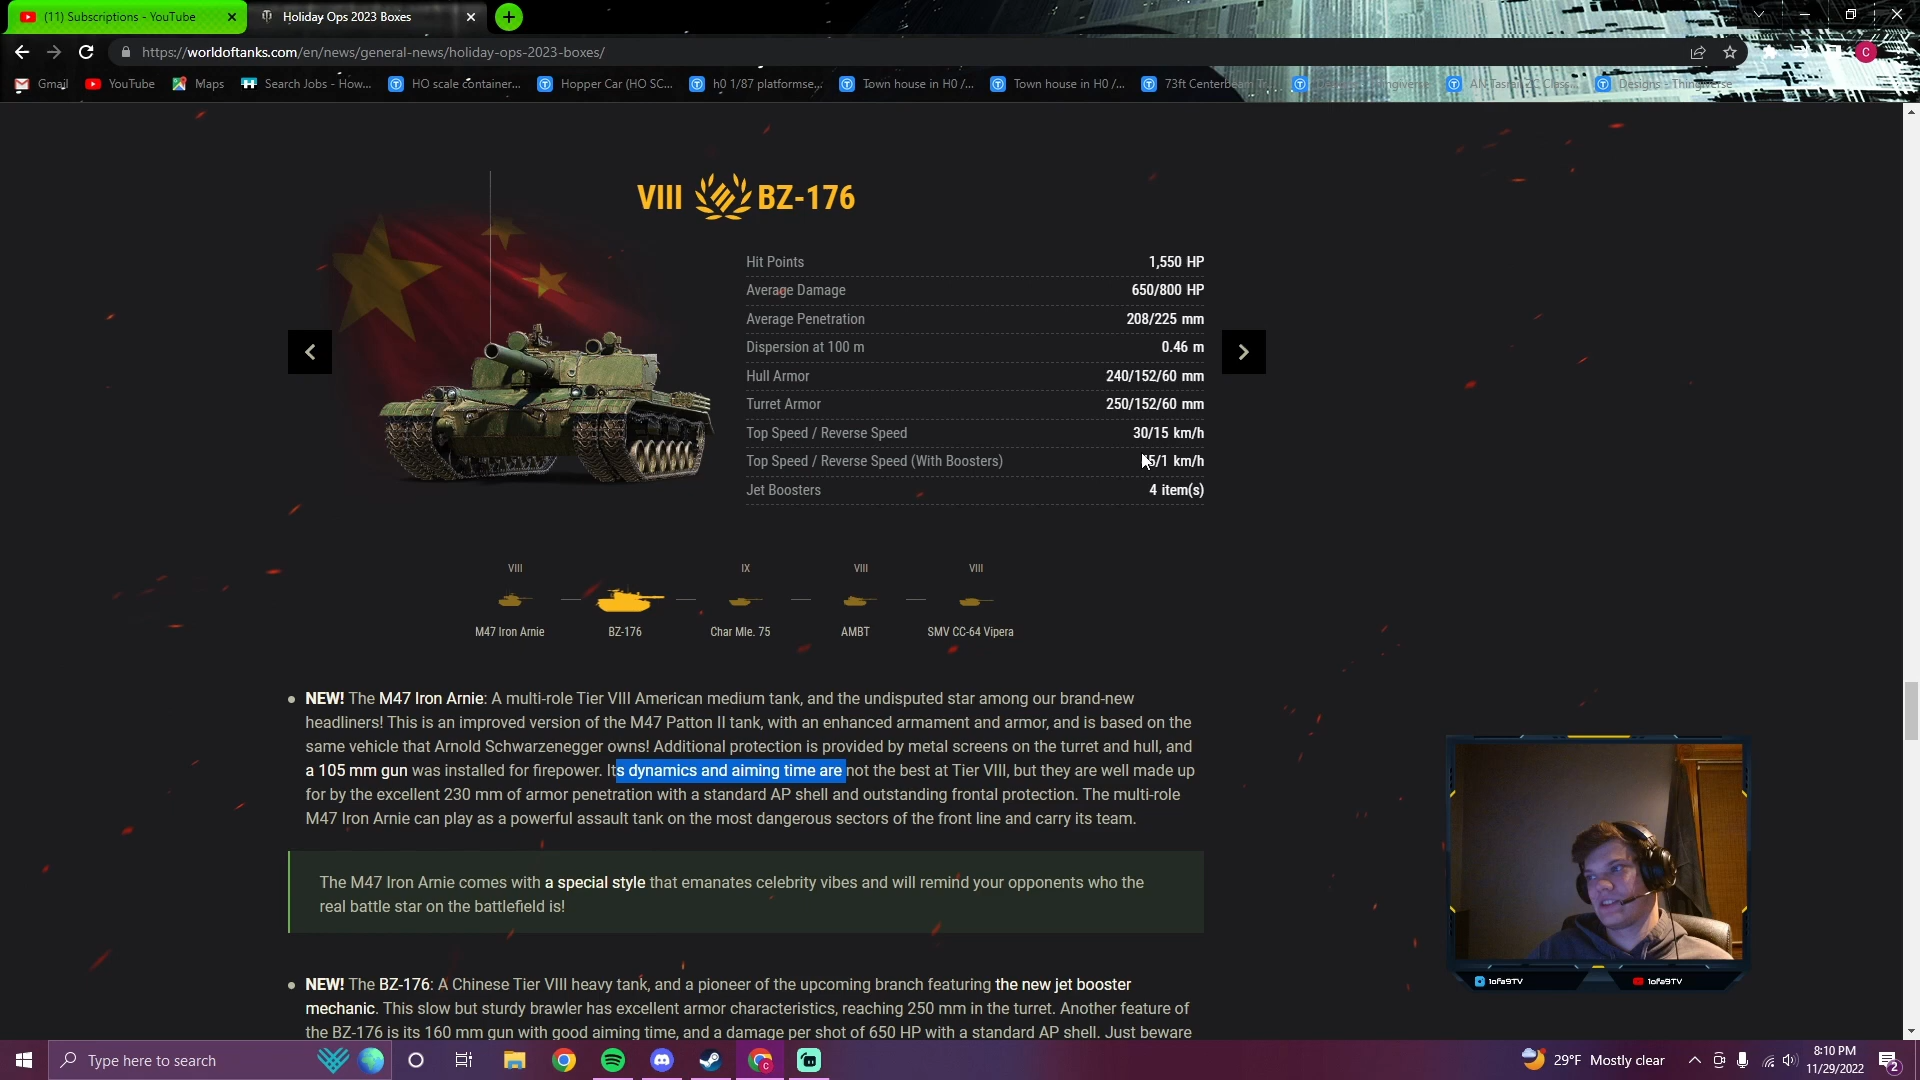 (11) Subscriptions - YouTube
Holiday Ops 2023 Boxes
https://worldoftanks.com/en/news/general-news/holiday-ops-2023-boxes/
C
Gmail
YouTube
Maps
Search Jobs - How...
HO scale container...
Hopper Car (HO SC...
h0 1/87 platformse...
Town house in H0 /...
Town house in H0 /...
73ft Centerbeam Tr...
Designs - Thingiverse
VIII BZ-176
Hit Points 1,550 HP
Average Damage 650/800 HP
Average Penetration 208/225 mm
Dispersion at 100 m 0.46 m
Hull Armor 240/152/60 mm
Turret Armor 250/152/60 mm
Top Speed / Reverse Speed 30/15 km/h
Top Speed / Reverse Speed (With Boosters) 5/1 km/h
Jet Boosters 4 item(s)
VIII IX VIII VIII
M47 Iron Arnie BZ-176 Char Mle. 75 AMBT SMV CC-64 Vipera
NEW! The M47 Iron Arnie: A multi-role Tier VIII American medium tank, and the undisputed star among our brand-new
headliners! This is an improved version of the M47 Patton II tank, with an enhanced armament and armor, and is based on the
same vehicle that Arnold Schwarzenegger owns! Additional protection is provided by metal screens on the turret and hull, and
a 105 mm gun was installed for firepower. Its dynamics and aiming time are not the best at Tier VIII, but they are well made up
for by the excellent 230 mm of armor penetration with a standard AP shell and outstanding frontal protection. The multi-role
M47 Iron Arnie can play as a powerful assault tank on the most dangerous sectors of the front line and carry its team.
The M47 Iron Arnie comes with a special style that emanates celebrity vibes and will remind your opponents who the
real battle star on the battlefield is!
NEW! The BZ-176: A Chinese Tier VIII heavy tank, and a pioneer of the upcoming branch featuring the new jet booster
mechanic. This slow but sturdy brawler has excellent armor characteristics, reaching 250 mm in the turret. Another feature of
the BZ-176 is its 160 mm gun with good aiming time, and a damage per shot of 650 HP with a standard AP shell. Just beware
1ofa9TV 1ofa9TV
Type here to search
29°F Mostly clear
8:10 PM
11/29/2022
2